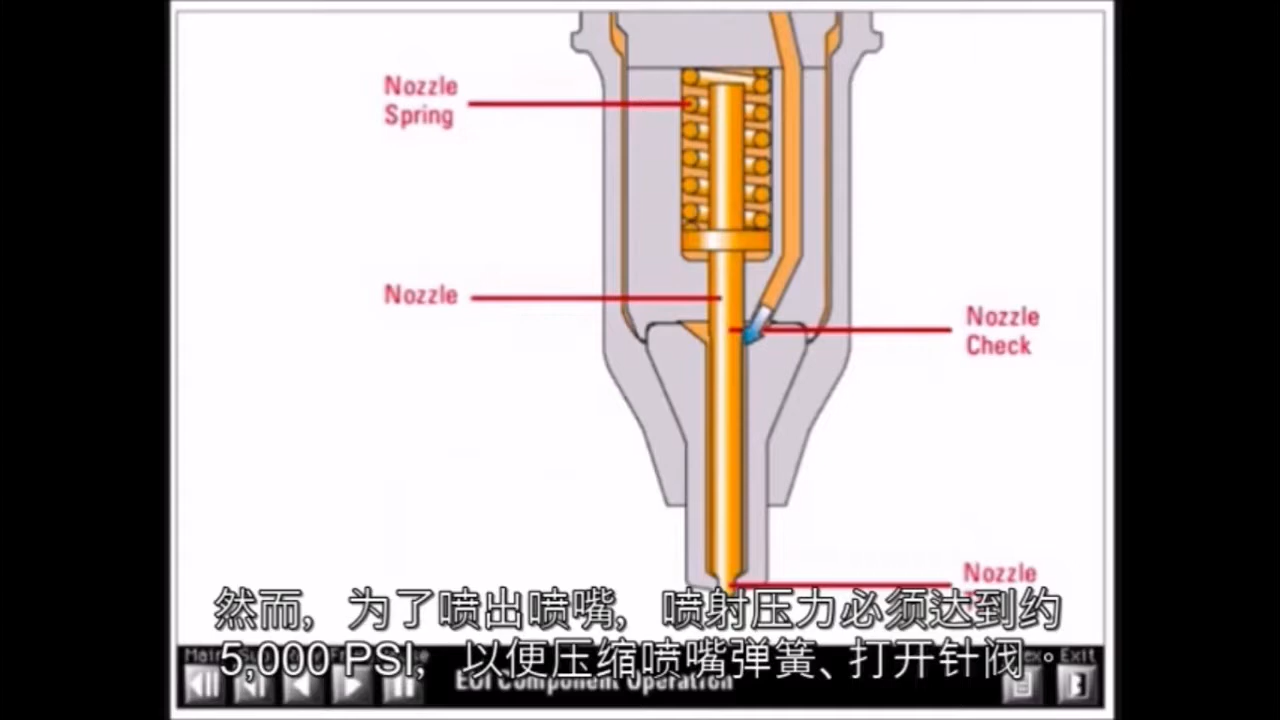 Nozzle
Spring
Nozzle
Nozzle
Check
Nozzle
然而，为了喷出喷嘴，喷射压力必须达到约
5,000 PSI，以便压缩喷嘴弹簧、打开针阀。
Main
Exit
EUI Component Operation